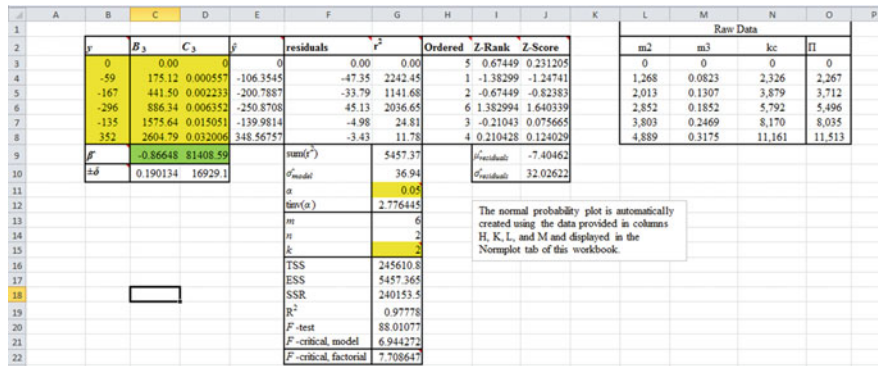 A B C D E F G H I J K L M N O P
1 Raw Data
2 y B3 C3 ŷ residuals r² Ordered Z-Rank Z-Score m2 m3 kc Π
3 0 0.00 0 0 0.00 0.00 5 0.67449 0.231205 0 0 0 0
4 -59 175.12 0.000557 -106.3545 -47.35 2242.45 1 -1.38299 -1.24741 1,268 0.0823 2,326 2,267
5 -167 441.50 0.002233 -200.7887 -33.79 1141.68 2 -0.67449 -0.82383 2,013 0.1307 3,879 3,712
6 -296 886.34 0.006352 -250.8708 45.13 2036.65 6 1.382994 1.640339 2,852 0.1852 5,792 5,496
7 -135 1575.64 0.015051 -139.9814 -4.98 24.81 3 -0.21043 0.075665 3,803 0.2469 8,170 8,035
8 352 2604.79 0.032006 348.56757 -3.43 11.78 4 0.210428 0.124029 4,889 0.3175 11,161 11,513
9 -0.86648 81408.59 sum(r²) 5457.37 -7.40462
10 0.190134 16929.1 σ model 36.94 32.02622
11 α 0.05
12 tinv(α) 2.776445
13 m 6
14 n 2
15 k 2
The normal probability plot is automatically
created using the data provided in columns
H, K, L, and M and displayed in the
Normplot tab of this workbook.
16 TSS 245610.8
17 ESS 5457.365
18 SSR 240153.5
19 R² 0.97778
20 F-test 88.01077
21 F-critical, model 6.944272
22 F-critical, factorial 7.708647